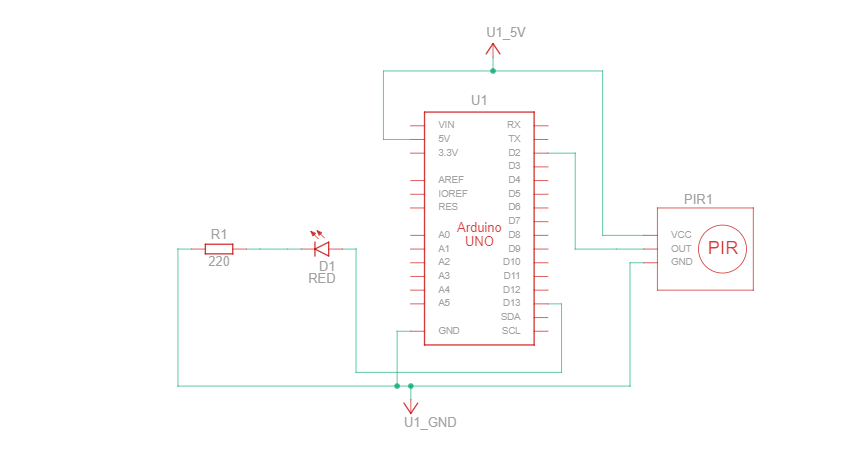 U1_5V
U1
VIN
5V
3.3V
AREF
IOREF
RES
A0
A1
A2
A3
A4
A5
GND
Arduino
UNO
RX
TX
D2
D3
D4
D5
D6
D7
D8
D9
D10
D11
D12
D13
SDA
SCL
PIR1
VCC
OUT
GND
PIR
R1
220
D1
RED
U1_GND